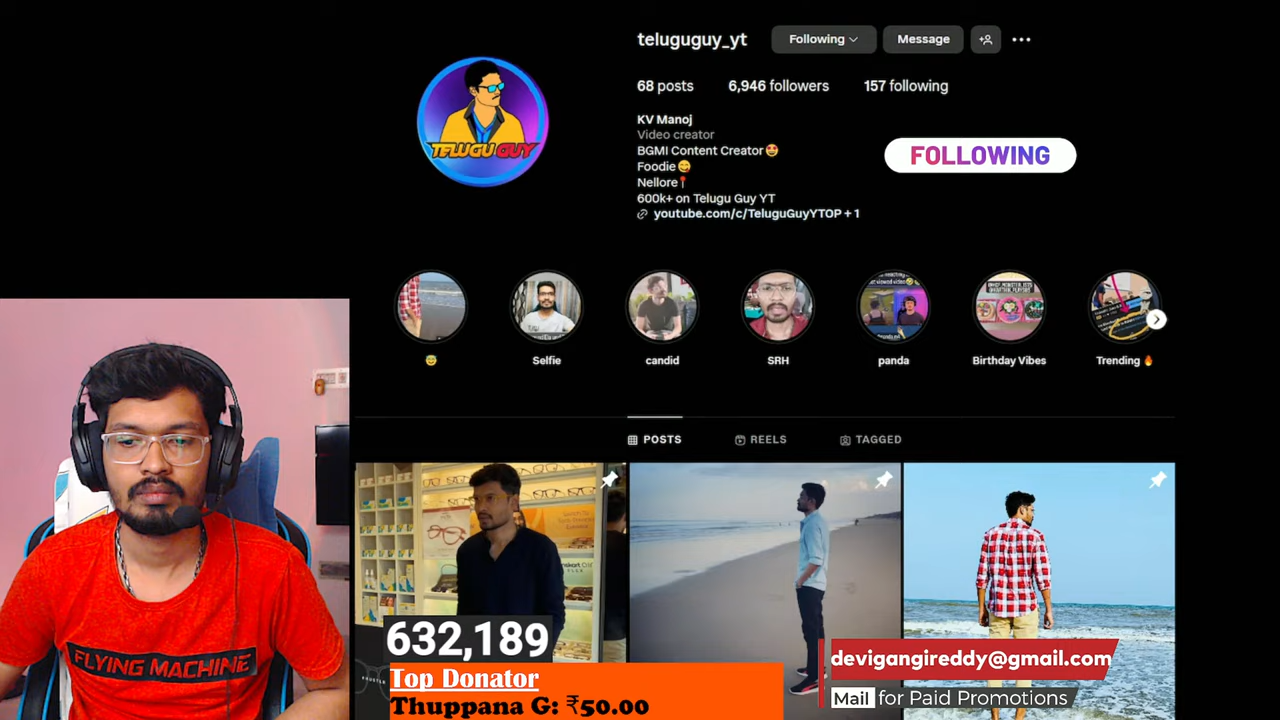 teluguguy_yt
Following
Message
68 posts
6,946 followers
157 following
TELUGU GUY
KV Manoj
Video creator
BGMI Content Creator🤩
Foodie😋
Nellore📍
600k+ on Telugu Guy YT
youtube.com/c/TeluguGuyYTOP + 1
FOLLOWING
😇
Selfie
candid
SRH
panda
Birthday Vibes
Trending 🔥
POSTS
REELS
TAGGED
FLYING MACHINE
632,189
Top Donator
Thuppana G: ₹50.00
devigangireddy@gmail.com
Mail for Paid Promotions